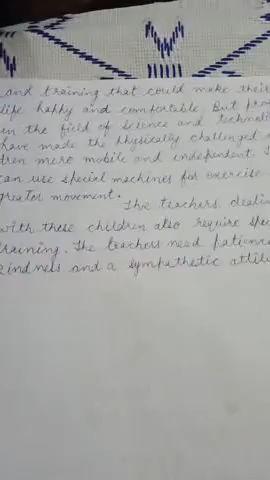 and training that could make their
life happy and comfortable. But
in the field of science and
have made the physically challenged
dren more mobile and independent.
can use special machines for exercise
greater movement.
The teachers
with these children also require
training. The teachers need patience
kindness and a sympathetic